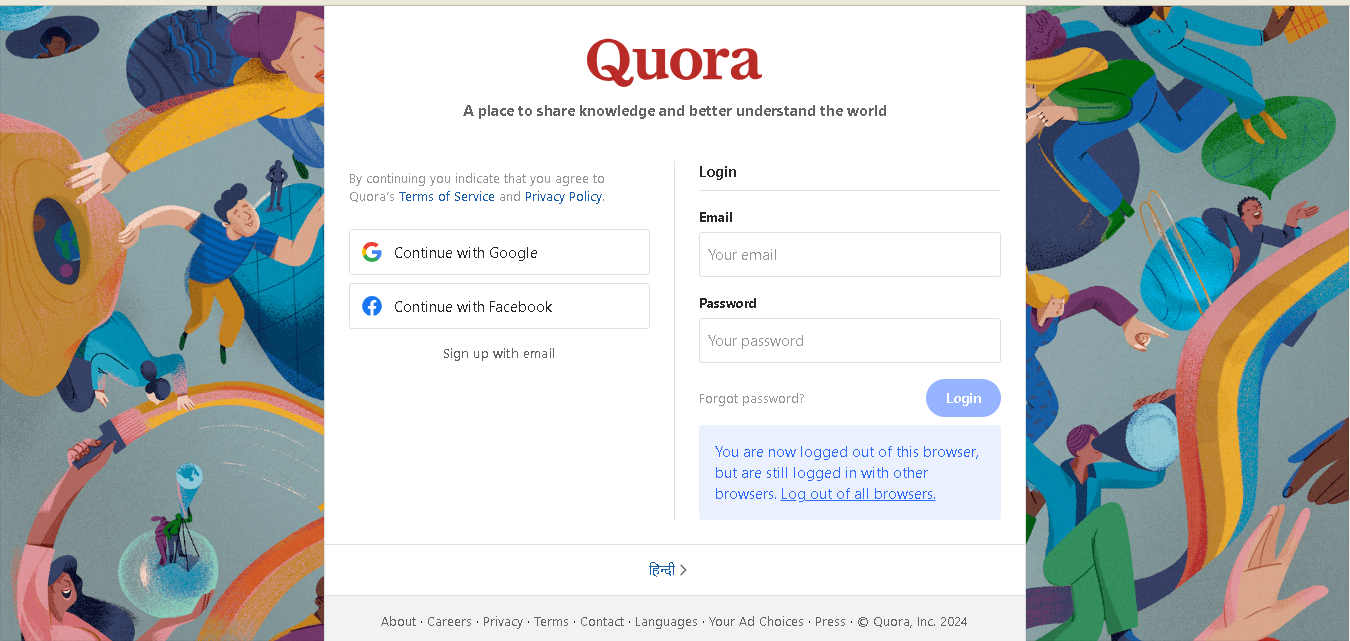 Quora
A place to share knowledge and better understand the world
By continuing you indicate that you agree to
Quora's Terms of Service and Privacy Policy.
Continue with Google
Continue with Facebook
Sign up with email
Login
Email
Your email
Password
Your password
Forgot password?
Login
You are now logged out of this browser,
but are still logged in with other
browsers. Log out of all browsers.
हिन्दी
About · Careers · Privacy · Terms · Contact · Languages · Your Ad Choices · Press · © Quora, Inc. 2024